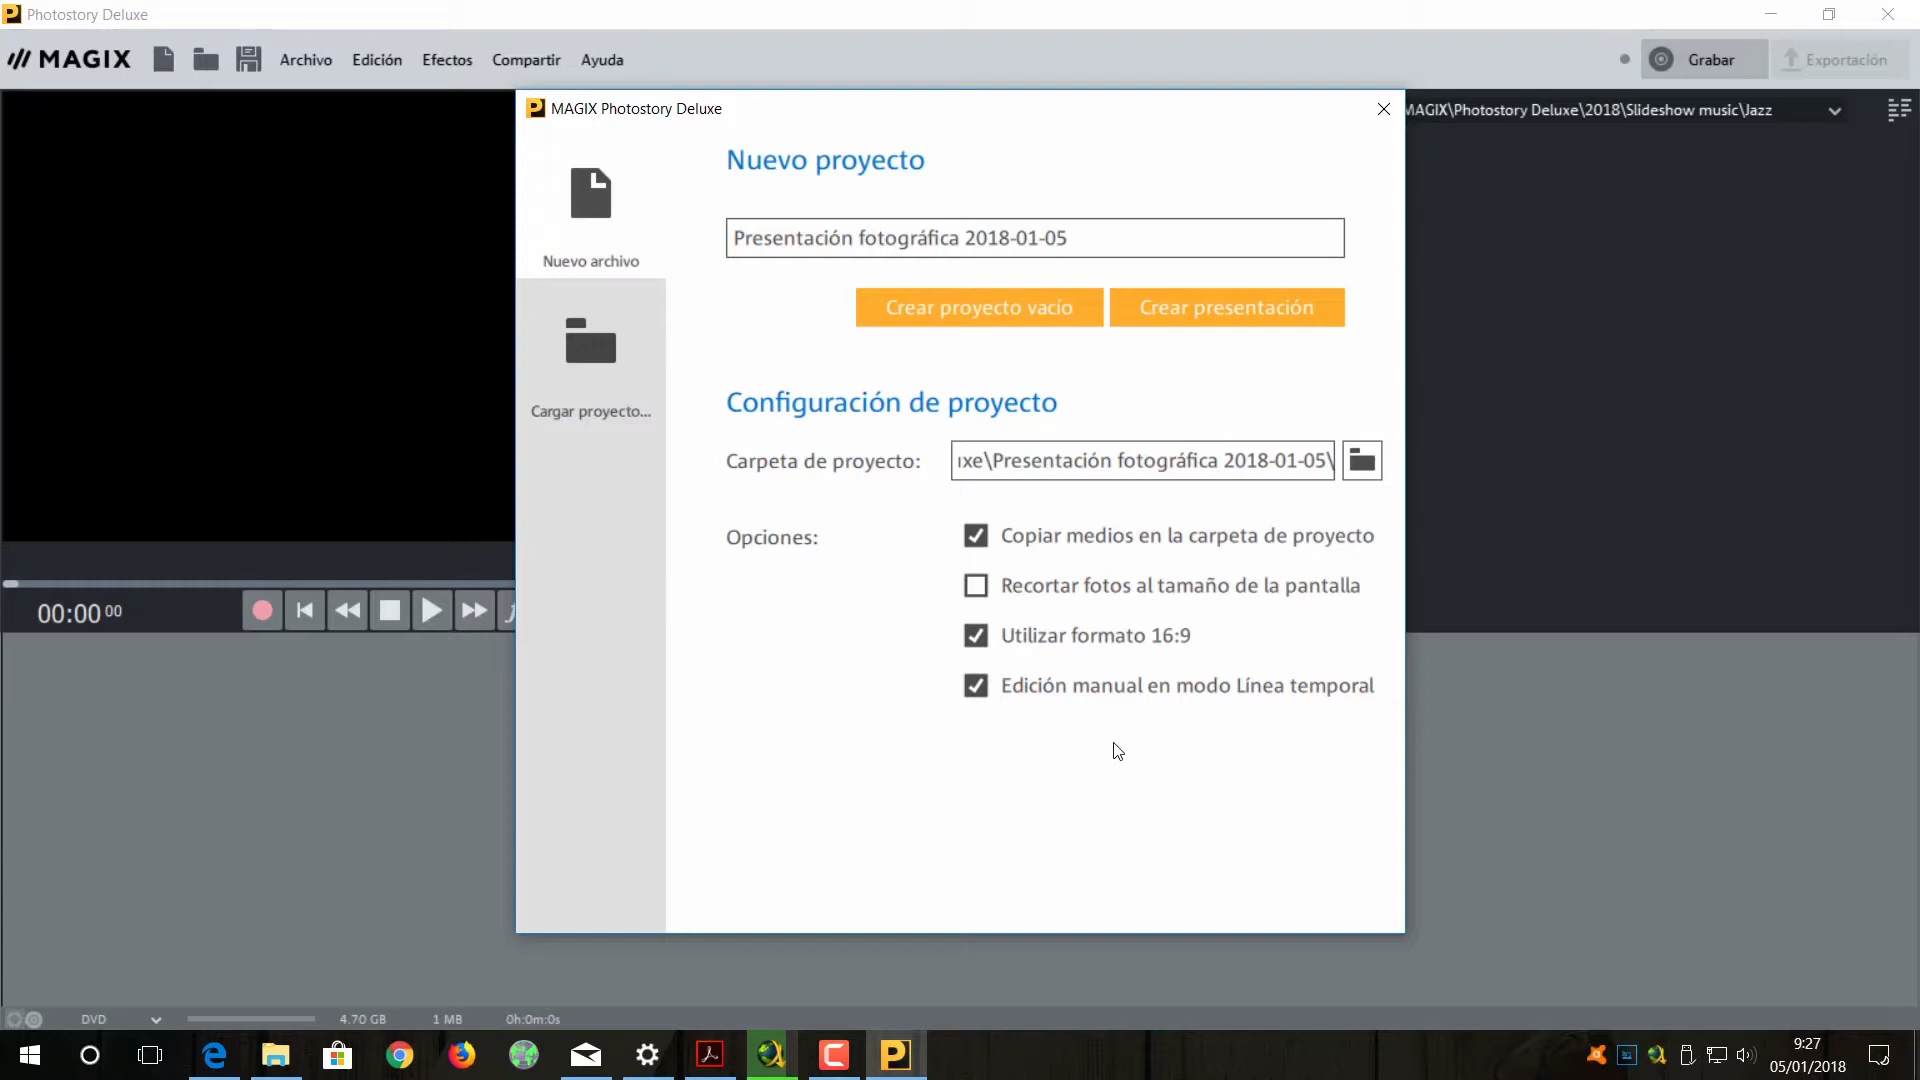 Photostory Deluxe
MAGIX Archivo Edición Efectos Compartir Ayuda Grabar Exportación
MAGIX Photostory Deluxe
MAGIX\Photostory Deluxe\2018\Slideshow music\Jazz
Nuevo proyecto
Presentación fotográfica 2018-01-05
Nuevo archivo
Crear proyecto vacío Crear presentación
Cargar proyecto...
Configuración de proyecto
Carpeta de proyecto: uxe\Presentación fotográfica 2018-01-05\
Opciones:
Copiar medios en la carpeta de proyecto
Recortar fotos al tamaño de la pantalla
Utilizar formato 16:9
Edición manual en modo Línea temporal
00:00 00
DVD 4.70 GB 1 MB 0h:0m:0s
9:27
05/01/2018